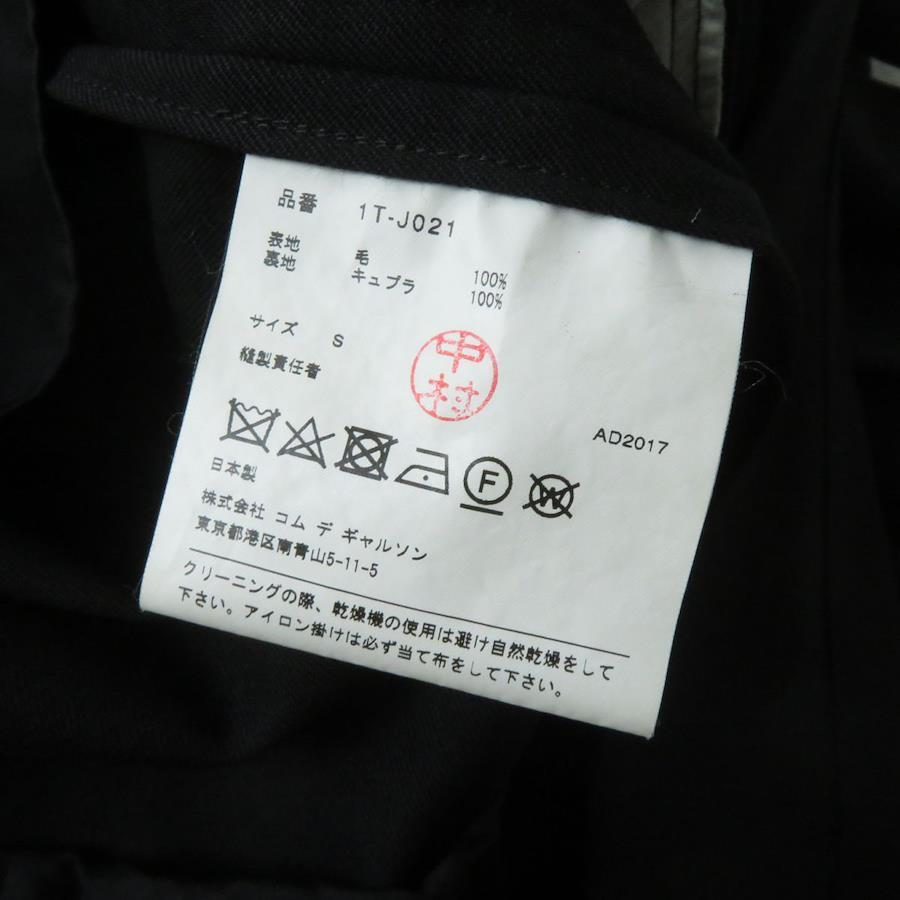 品番 1T-J021
表地 毛 100%
裏地 キュプラ 100%
サイズ S
縫製責任者
中村
AD2017
F
W
日本製
株式会社 コム デ ギャルソン
東京都港区南青山5-11-5
クリーニングの際、乾燥機の使用は避け自然乾燥をして
下さい。アイロン掛けは必ず当て布をして下さい。